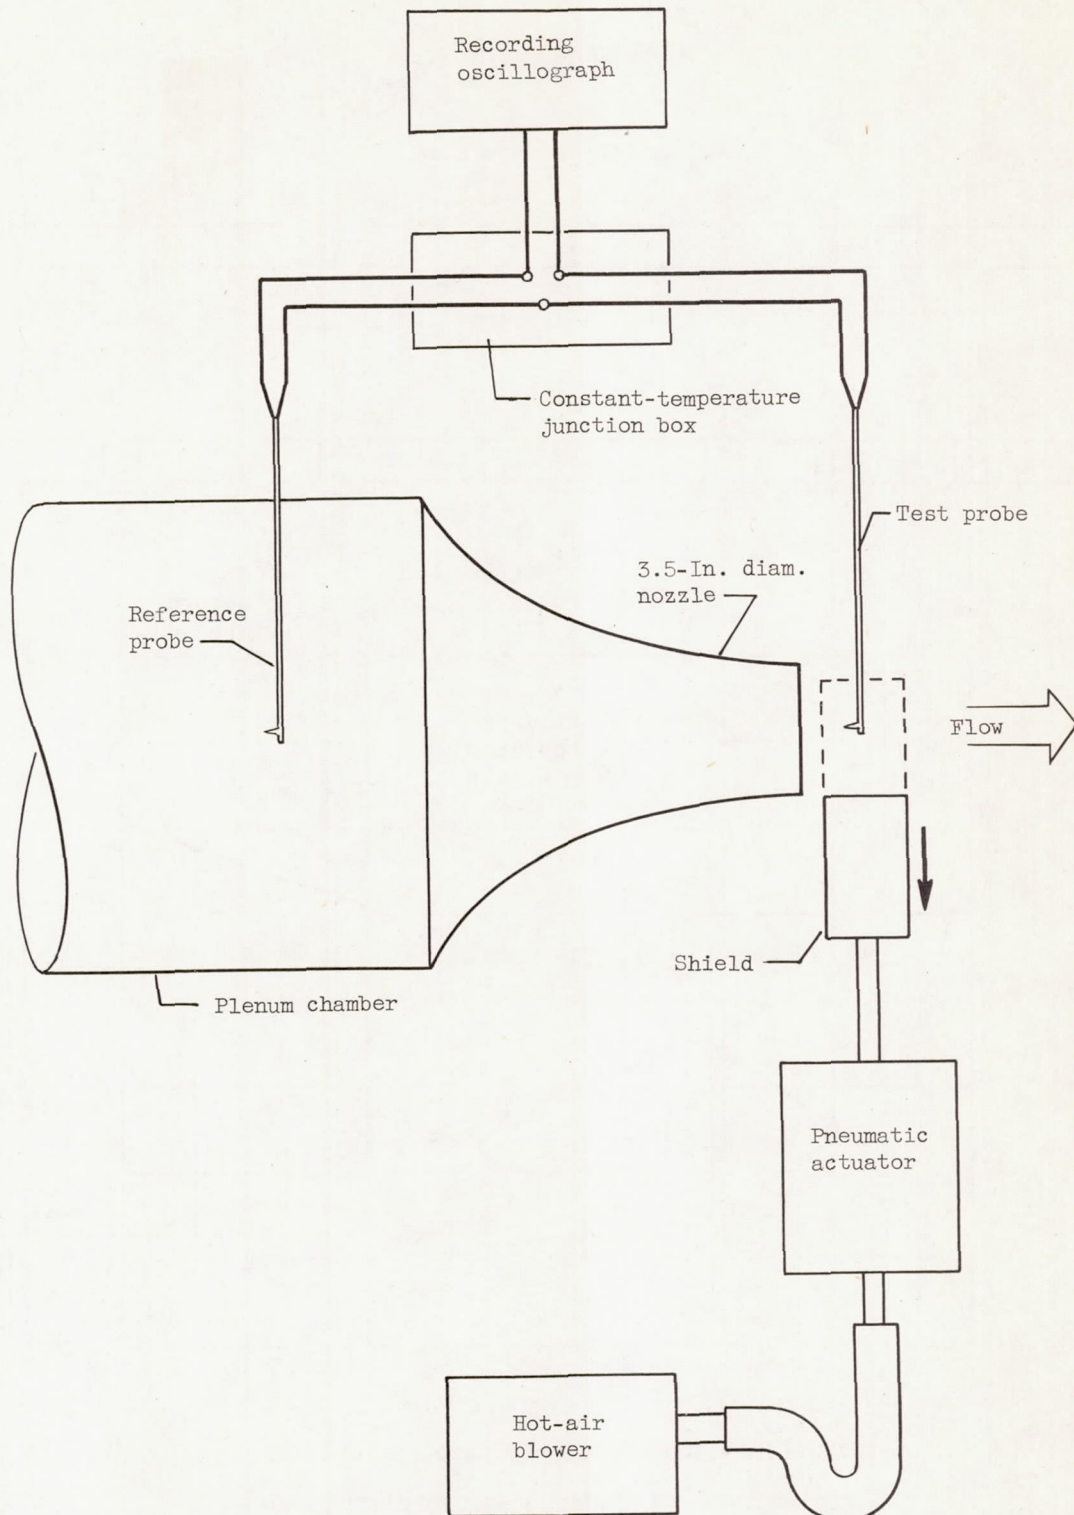 Recording
oscillograph
Constant-temperature
junction box
Test probe
3.5-In. diam.
nozzle
Reference
probe
Flow
Shield
Plenum chamber
Pneumatic
actuator
Hot-air
blower